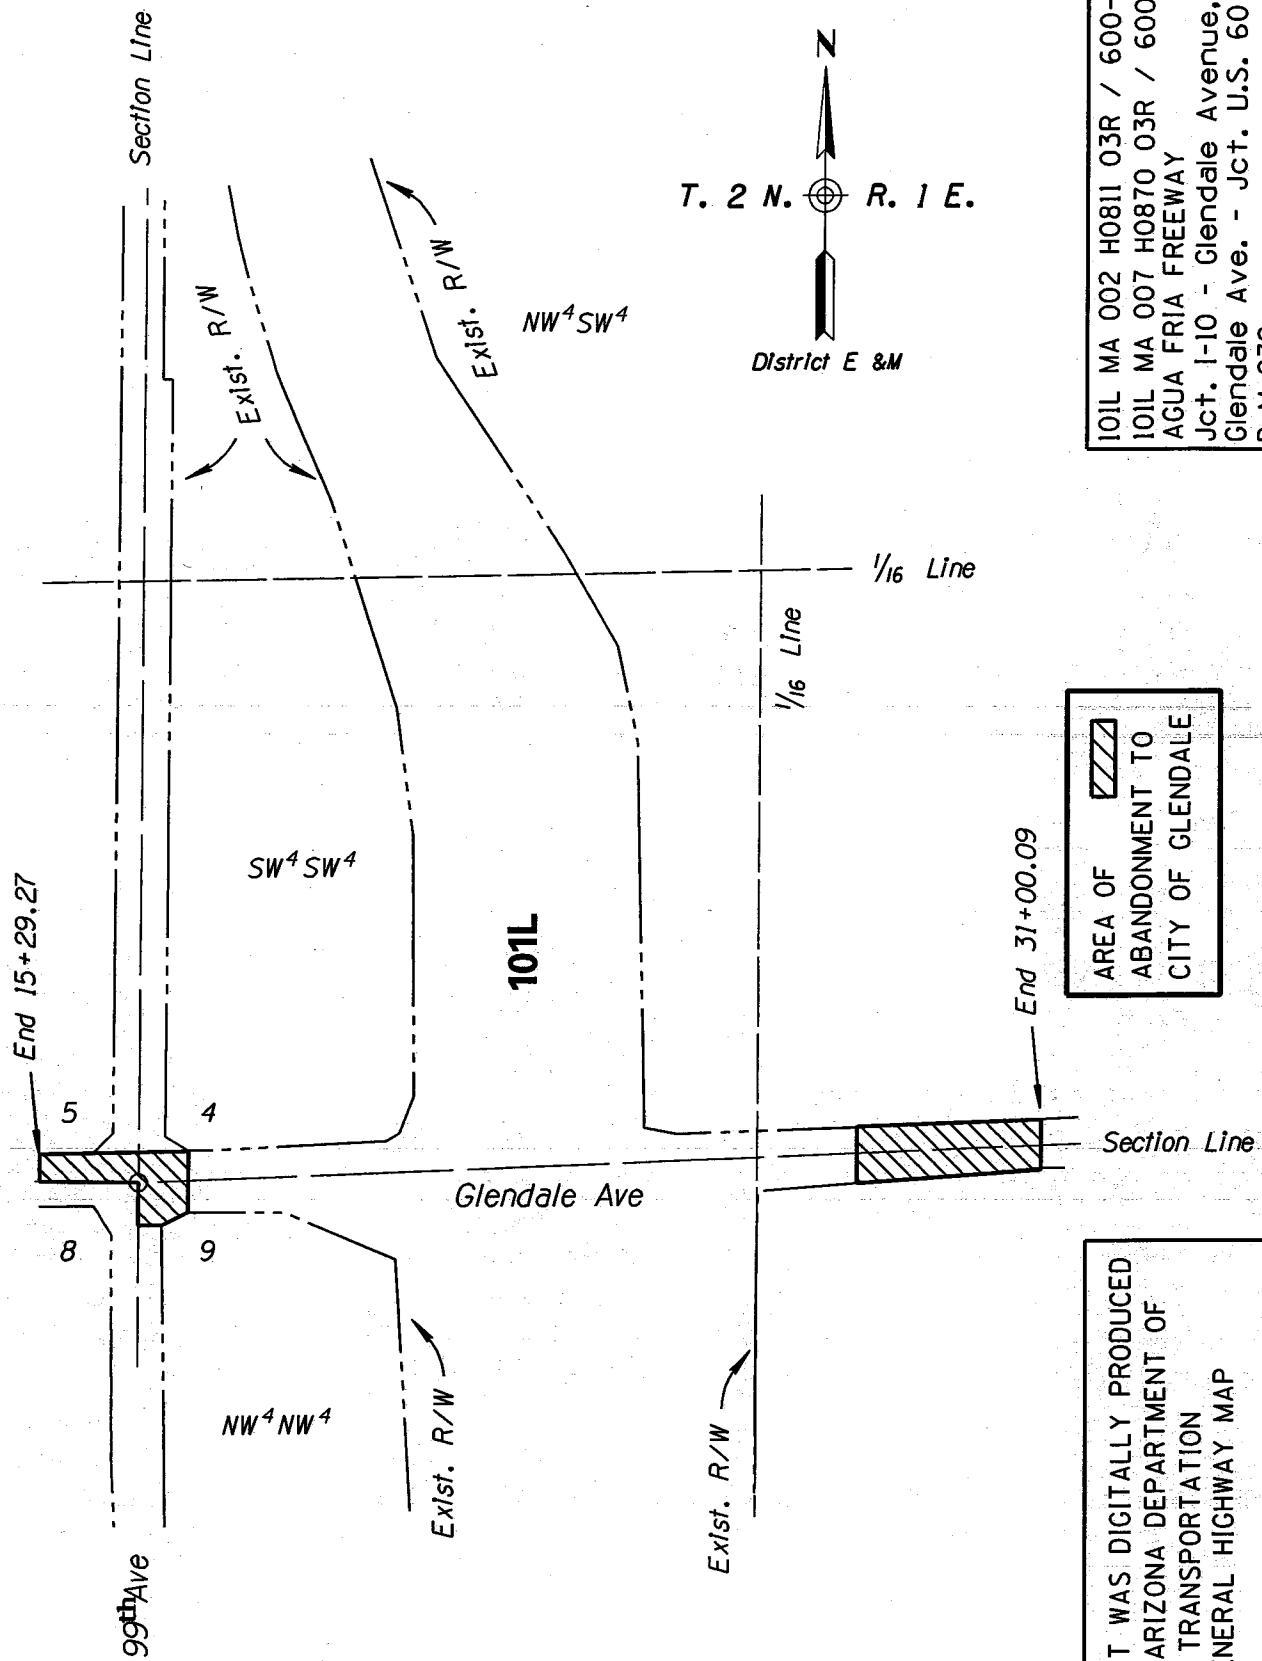 Section Line
Exist. R/W
Exist. R/W
NW⁴SW⁴
N
T. 2 N. R. 1 E.
District E &M
101L MA 002 H0811 03R / 600-
101L MA 007 H0870 03R / 600
AGUA FRIA FREEWAY
Jct. I-10 - Glendale Avenue,
Glendale Ave. - Jct. U.S. 60
1/16 Line
1/16 Line
SW⁴SW⁴
101L
End 15+29.27
End 31+00.09
AREA OF
ABANDONMENT TO
CITY OF GLENDALE
5
4
8
9
Glendale Ave
Section Line
NW⁴NW⁴
Exist. R/W
Exist. R/W
99th Ave
T WAS DIGITALLY PRODUCED
ARIZONA DEPARTMENT OF
TRANSPORTATION
NERAL HIGHWAY MAP